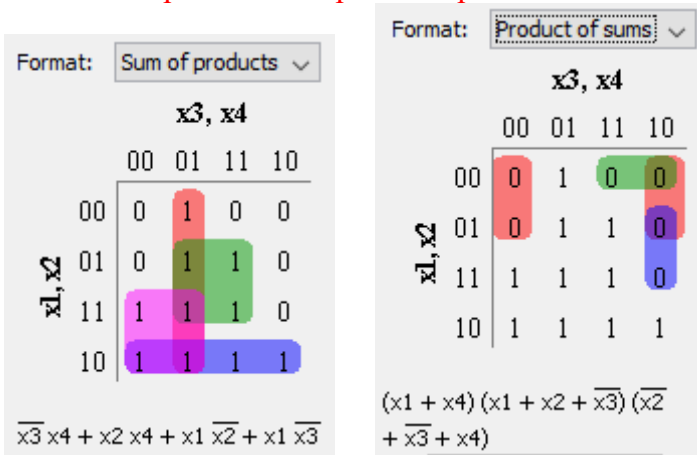 Format: Sum of products
x3, x4
00 01 11 10
x1, x2
00 0 1 0 0
01 0 1 1 0
11 1 1 1 0
10 1 1 1 1
x̅3̅ x4 + x2 x4 + x1 x̅2̅ + x1 x̅3̅
Format: Product of sums
x3, x4
00 01 11 10
x1, x2
00 0 1 0 0
01 0 1 1 0
11 1 1 1 0
10 1 1 1 1
(x1 + x4) (x1 + x2 + x̅3̅) (x̅2̅
+ x̅3̅ + x4)